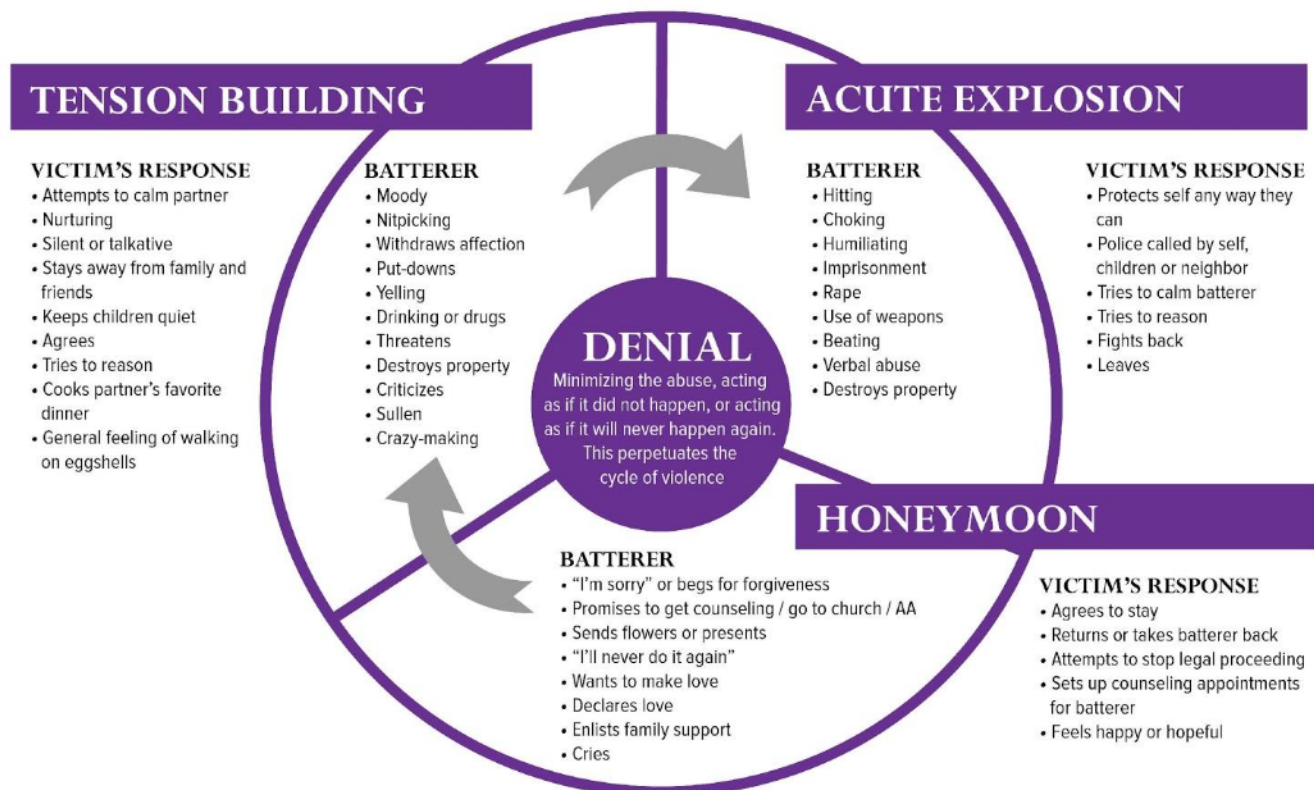 TENSION BUILDING
VICTIM'S RESPONSE
• Attempts to calm partner
• Nurturing
• Silent or talkative
• Stays away from family and
friends
• Keeps children quiet
• Agrees
• Tries to reason
• Cooks partner's favorite
dinner
• General feeling of walking
on eggshells
BATTERER
• Moody
• Nitpicking
• Withdraws affection
• Put-downs
• Yelling
• Drinking or drugs
• Threatens
• Destroys property
• Criticizes
• Sullen
• Crazy-making
ACUTE EXPLOSION
BATTERER
• Hitting
• Choking
• Humiliating
• Imprisonment
• Rape
• Use of weapons
• Beating
• Verbal abuse
• Destroys property
VICTIM'S RESPONSE
• Protects self any way they
can
• Police called by self,
children or neighbor
• Tries to calm batterer
• Tries to reason
• Fights back
• Leaves
DENIAL
Minimizing the abuse, acting
as if it did not happen, or acting
as if it will never happen again.
This perpetuates the
cycle of violence
HONEYMOON
BATTERER
• "I'm sorry" or begs for forgiveness
• Promises to get counseling / go to church / AA
• Sends flowers or presents
• "I'll never do it again"
• Wants to make love
• Declares love
• Enlists family support
• Cries
VICTIM'S RESPONSE
• Agrees to stay
• Returns or takes batterer back
• Attempts to stop legal proceeding
• Sets up counseling appointments
for batterer
• Feels happy or hopeful